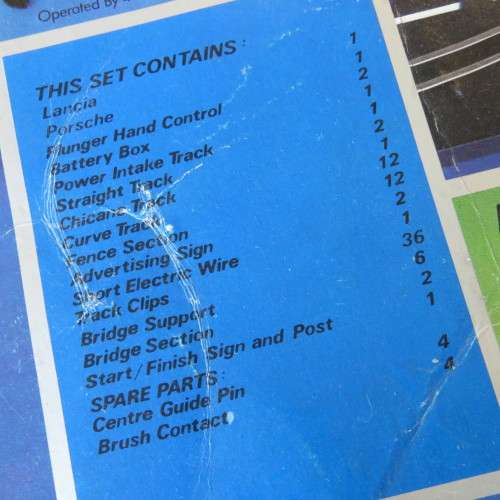 Operated by
THIS SET CONTAINS:
Lancia 1
Porsche 1
Plunger Hand Control 2
Battery Box 1
Power Intake Track 1
Straight Track 2
Chicane Track 1
Curve Track 12
Fence Section 12
Advertising Sign 2
Short Electric Wire 1
Track Clips 36
Bridge Support 6
Bridge Section 2
Start/Finish Sign and Post 1
SPARE PARTS:
Centre Guide Pin 4
Brush Contact 4